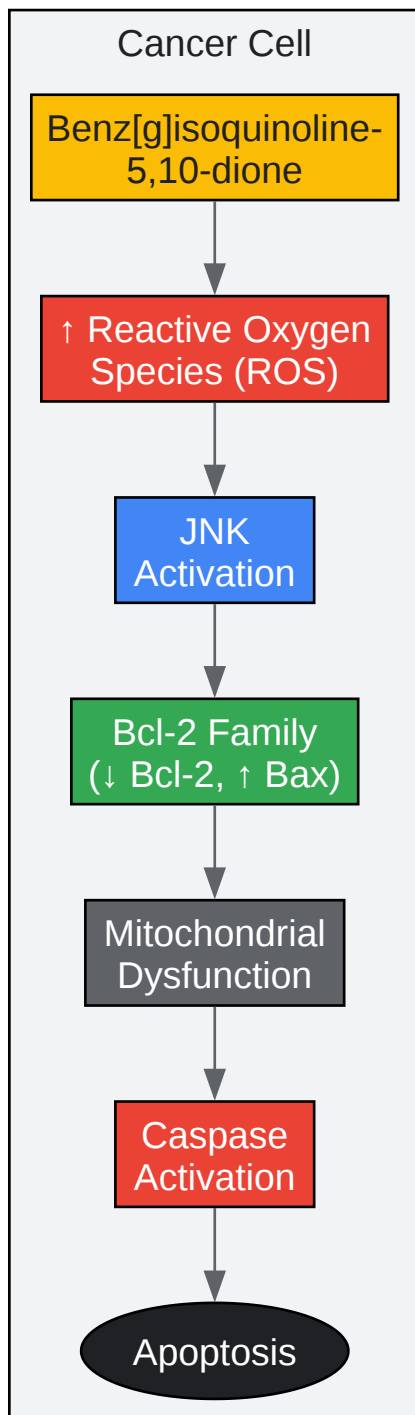 Cancer Cell
Benz[g]isoquinoline-
5,10-dione
↑ Reactive Oxygen
Species (ROS)
JNK
Activation
Bcl-2 Family
(↓ Bcl-2, ↑ Bax)
Mitochondrial
Dysfunction
Caspase
Activation
Apoptosis